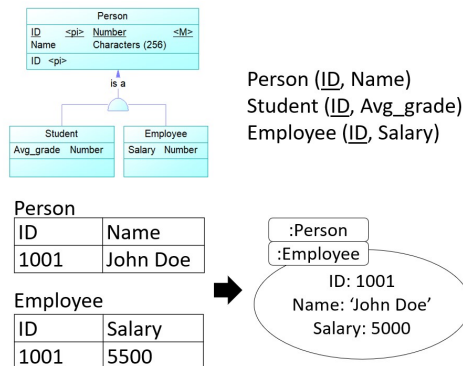 Person
ID <pi> Number <M>
Name Characters (256)
ID <pi>
is a
Student
Avg_grade Number
Employee
Salary Number
Person (ID, Name)
Student (ID, Avg_grade)
Employee (ID, Salary)
Person
ID Name
1001 John Doe
Employee
ID Salary
1001 5500
:Person
:Employee
ID: 1001
Name: ‘John Doe’
Salary: 5000